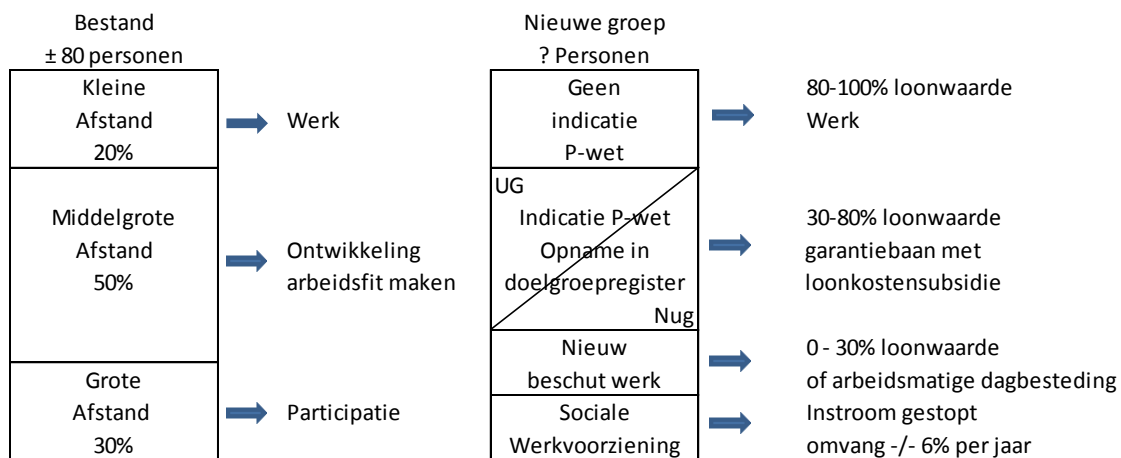 Bestand
± 80 personen
Kleine
Afstand
20%
Werk
Middelgrote
Afstand
50%
Ontwikkeling
arbeidsfit maken
Grote
Afstand
30%
Participatie
Nieuwe groep
? Personen
Geen
indicatie
P-wet
80-100% loonwaarde
Werk
UG
Indicatie P-wet
Opname in
doelgroepregister
Nug
30-80% loonwaarde
garantiebaan met
loonkostensubsidie
Nieuw
beschut werk
0 - 30% loonwaarde
of arbeidsmatige dagbesteding
Sociale
Werkvoorziening
Instroom gestopt
omvang -/- 6% per jaar